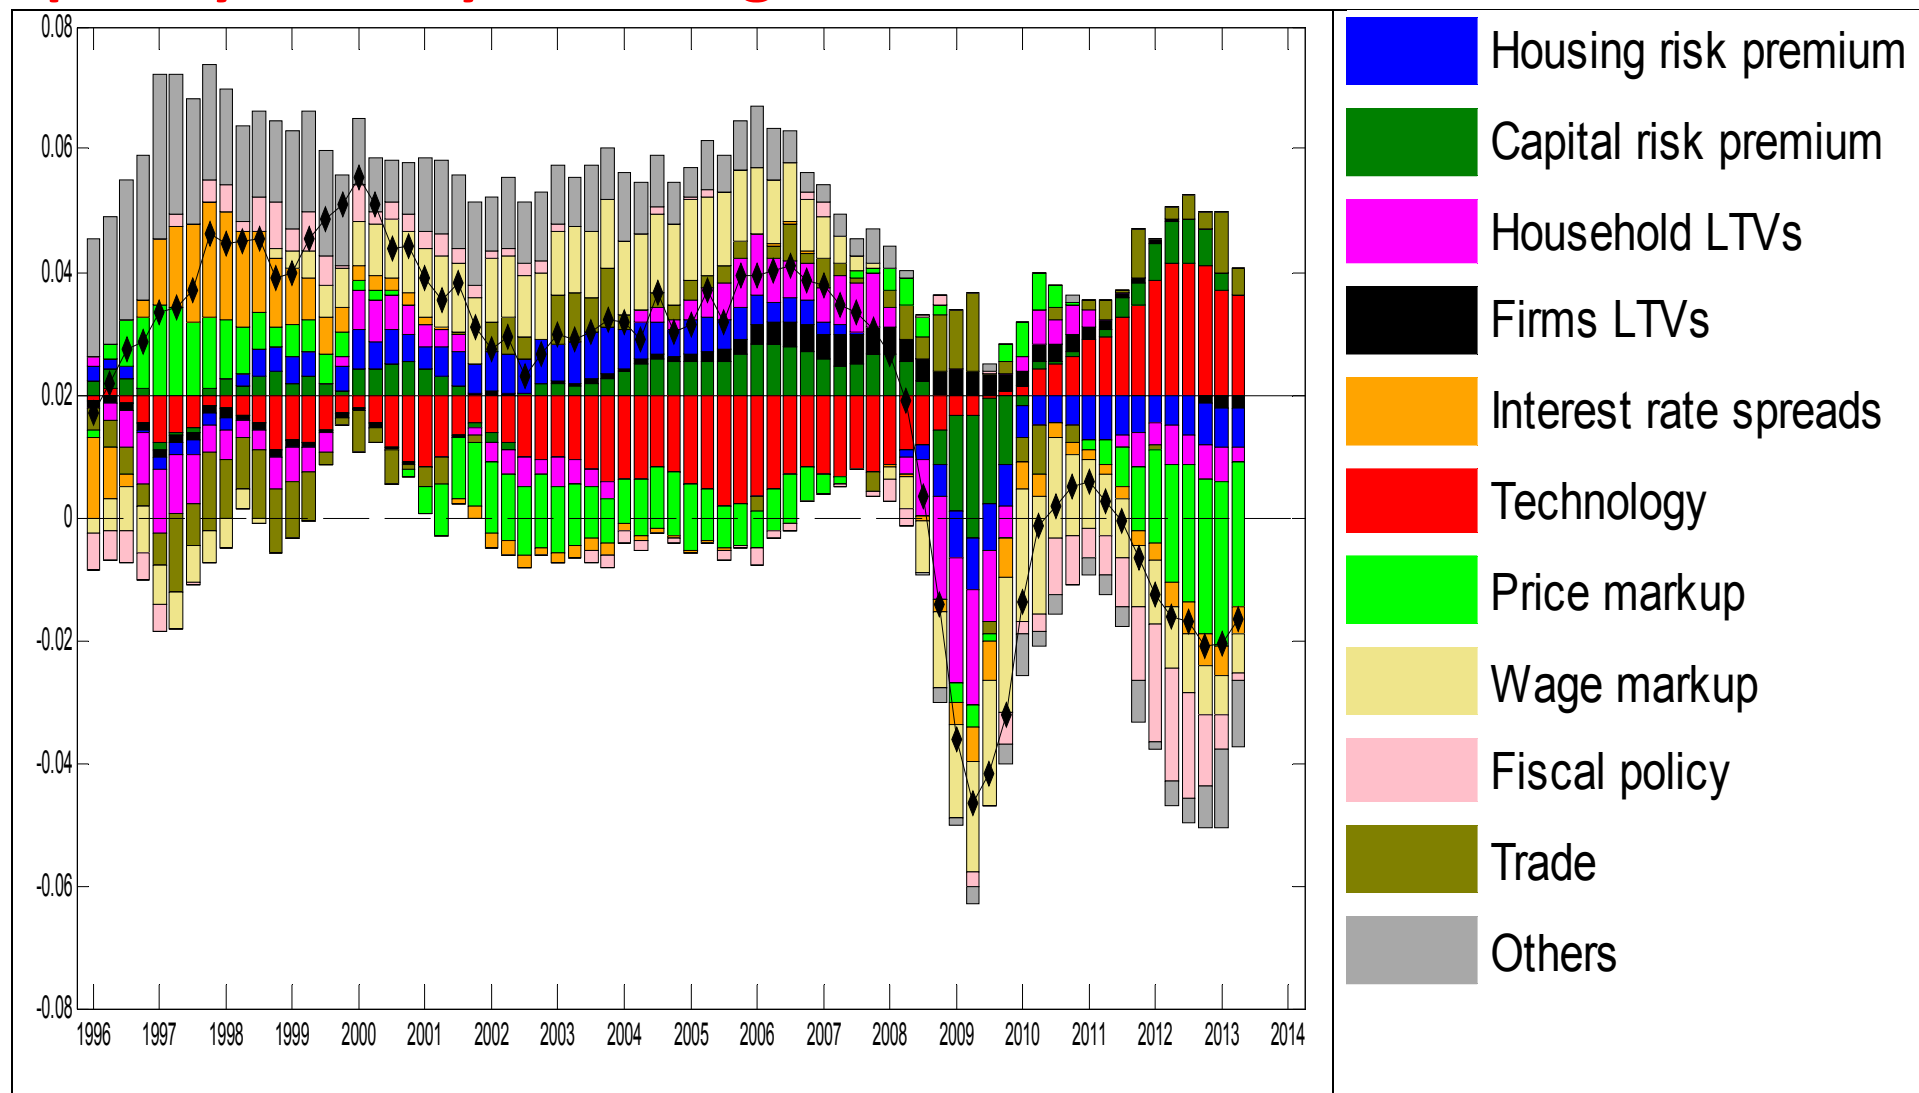 0.08
0.06
0.04
0.02
0
-0.02
-0.04
-0.06
-0.08
1996 1997 1998 1999 2000 2001 2002 2003 2004 2005 2006 2007 2008 2009 2010 2011 2012 2013 2014
Housing risk premium
Capital risk premium
Household LTVs
Firms LTVs
Interest rate spreads
Technology
Price markup
Wage markup
Fiscal policy
Trade
Others